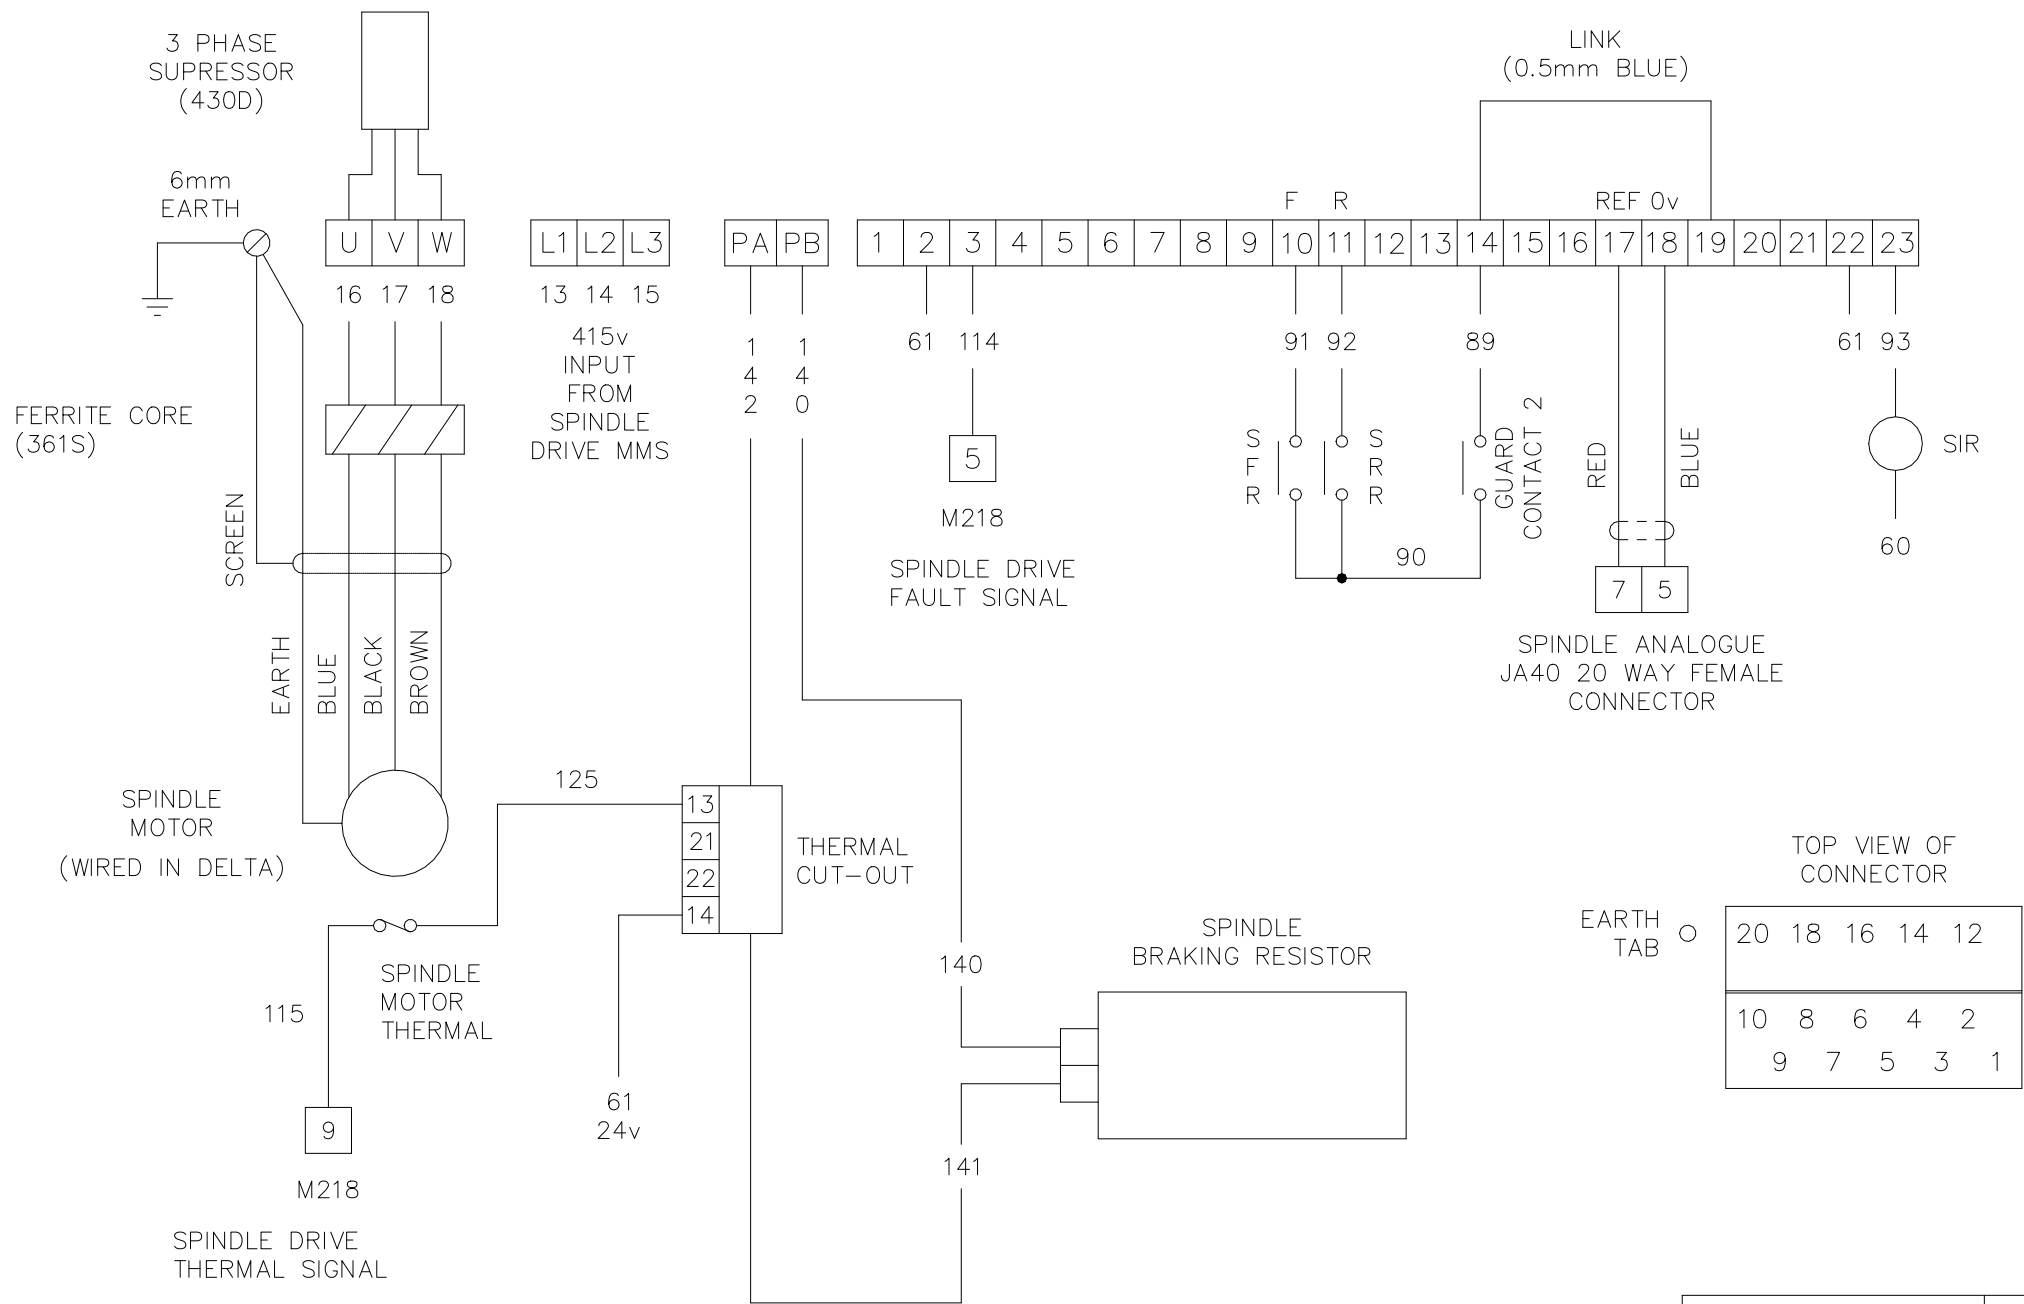 3 PHASE
SUPRESSOR
(430D)
LINK
(0.5mm BLUE)
6mm
EARTH
F R REF 0v
U V W L1 L2 L3 PA PB 1 2 3 4 5 6 7 8 9 10 11 12 13 14 15 16 17 18 19 20 21 22 23
16 17 18 13 14 15
415v
INPUT
FROM
SPINDLE
DRIVE MMS
142
140
61 114 91 92 89 61 93
FERRITE CORE
(361S)
5
M218
SPINDLE DRIVE
FAULT SIGNAL
SFR
SRR
GUARD
CONTACT 2
90
RED
BLUE
SIR
60
7 5
SPINDLE ANALOGUE
JA40 20 WAY FEMALE
CONNECTOR
SCREEN
EARTH
BLUE
BLACK
BROWN
SPINDLE
MOTOR
(WIRED IN DELTA)
125
13
21
22
14
THERMAL
CUT-OUT
SPINDLE
MOTOR
THERMAL
115
9
M218
SPINDLE DRIVE
THERMAL SIGNAL
61
24v
140
141
SPINDLE
BRAKING RESISTOR
TOP VIEW OF
CONNECTOR
EARTH
TAB
20 18 16 14 12
10 8 6 4 2
9 7 5 3 1